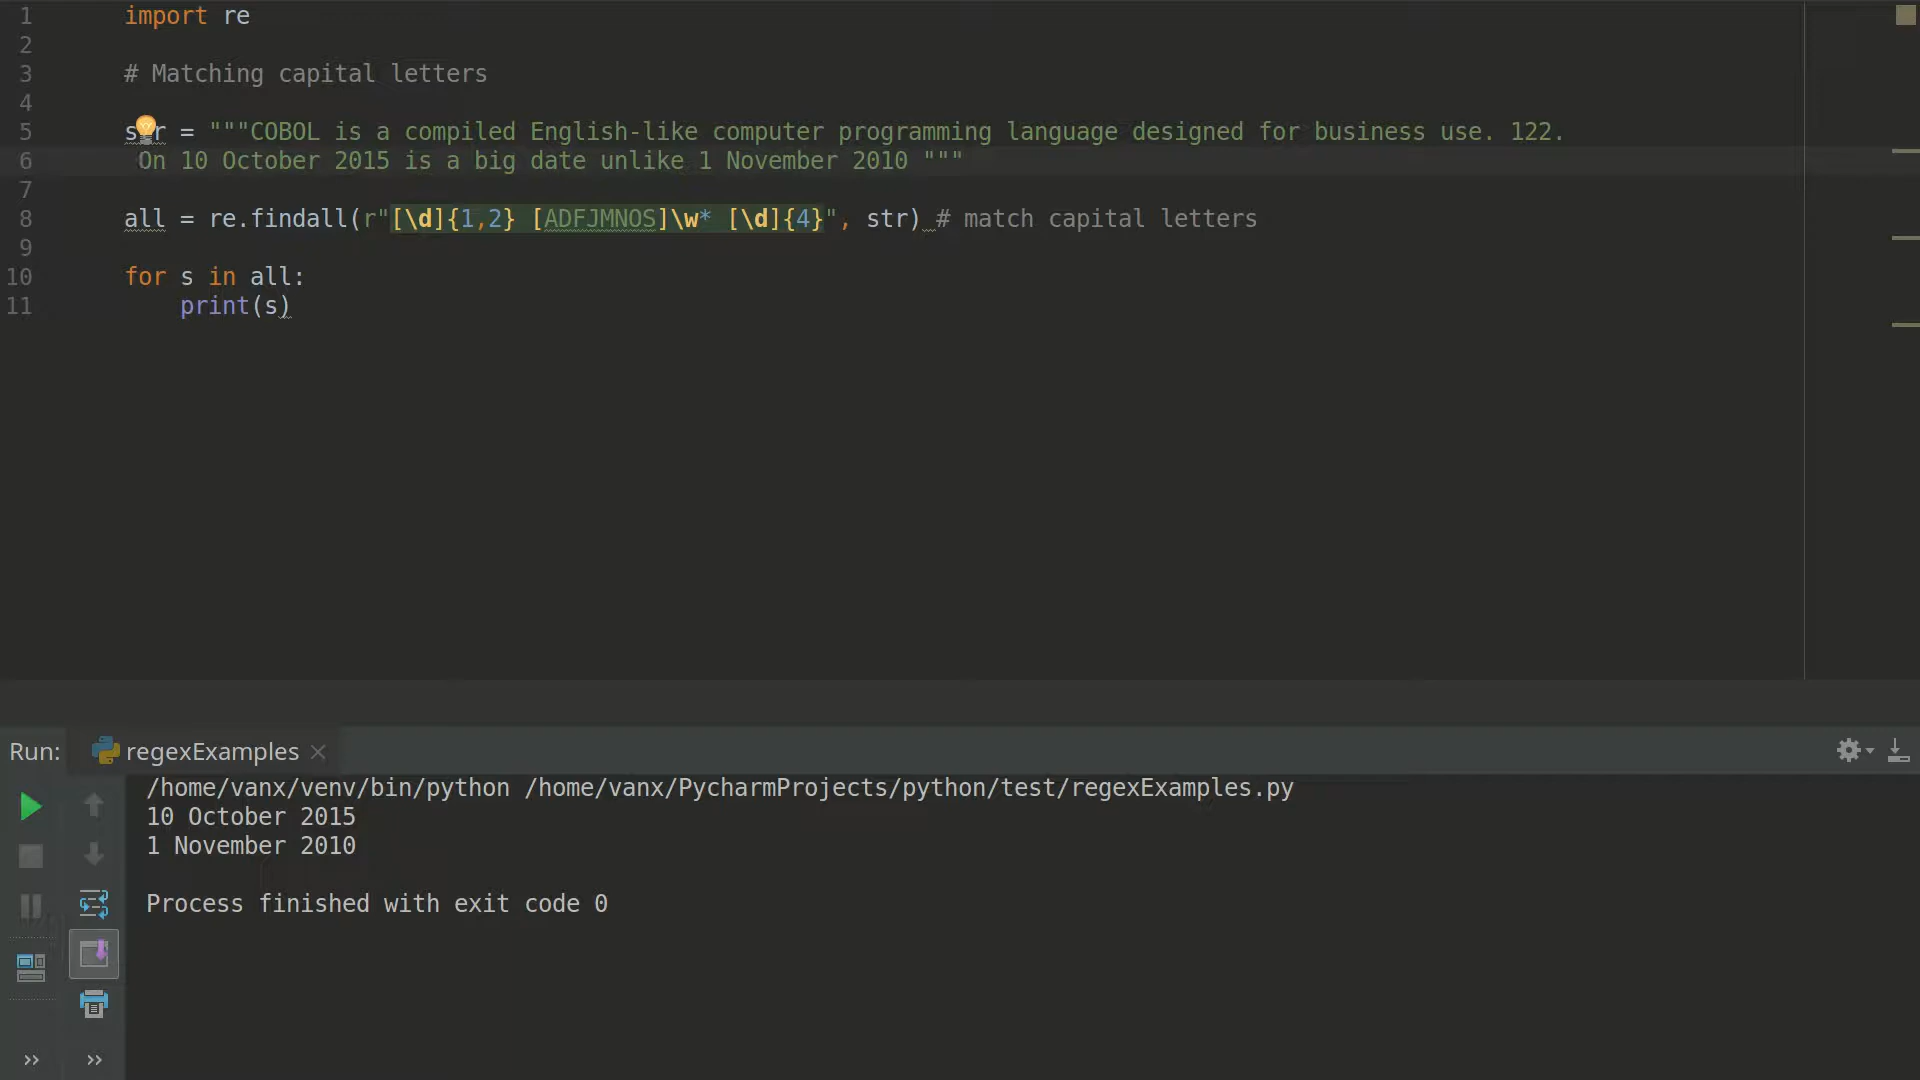 1 import re
2
3 # Matching capital letters
4
5 str = """COBOL is a compiled English-like computer programming language designed for business use. 122.
6 On 10 October 2015 is a big date unlike 1 November 2010 """
7
8 all = re.findall(r"[\d]{1,2} [ADFJMNOS]\w* [\d]{4}", str) # match capital letters
9
10 for s in all:
11 print(s)
Run: regexExamples
/home/vanx/venv/bin/python /home/vanx/PycharmProjects/python/test/regexExamples.py
10 October 2015
1 November 2010
Process finished with exit code 0